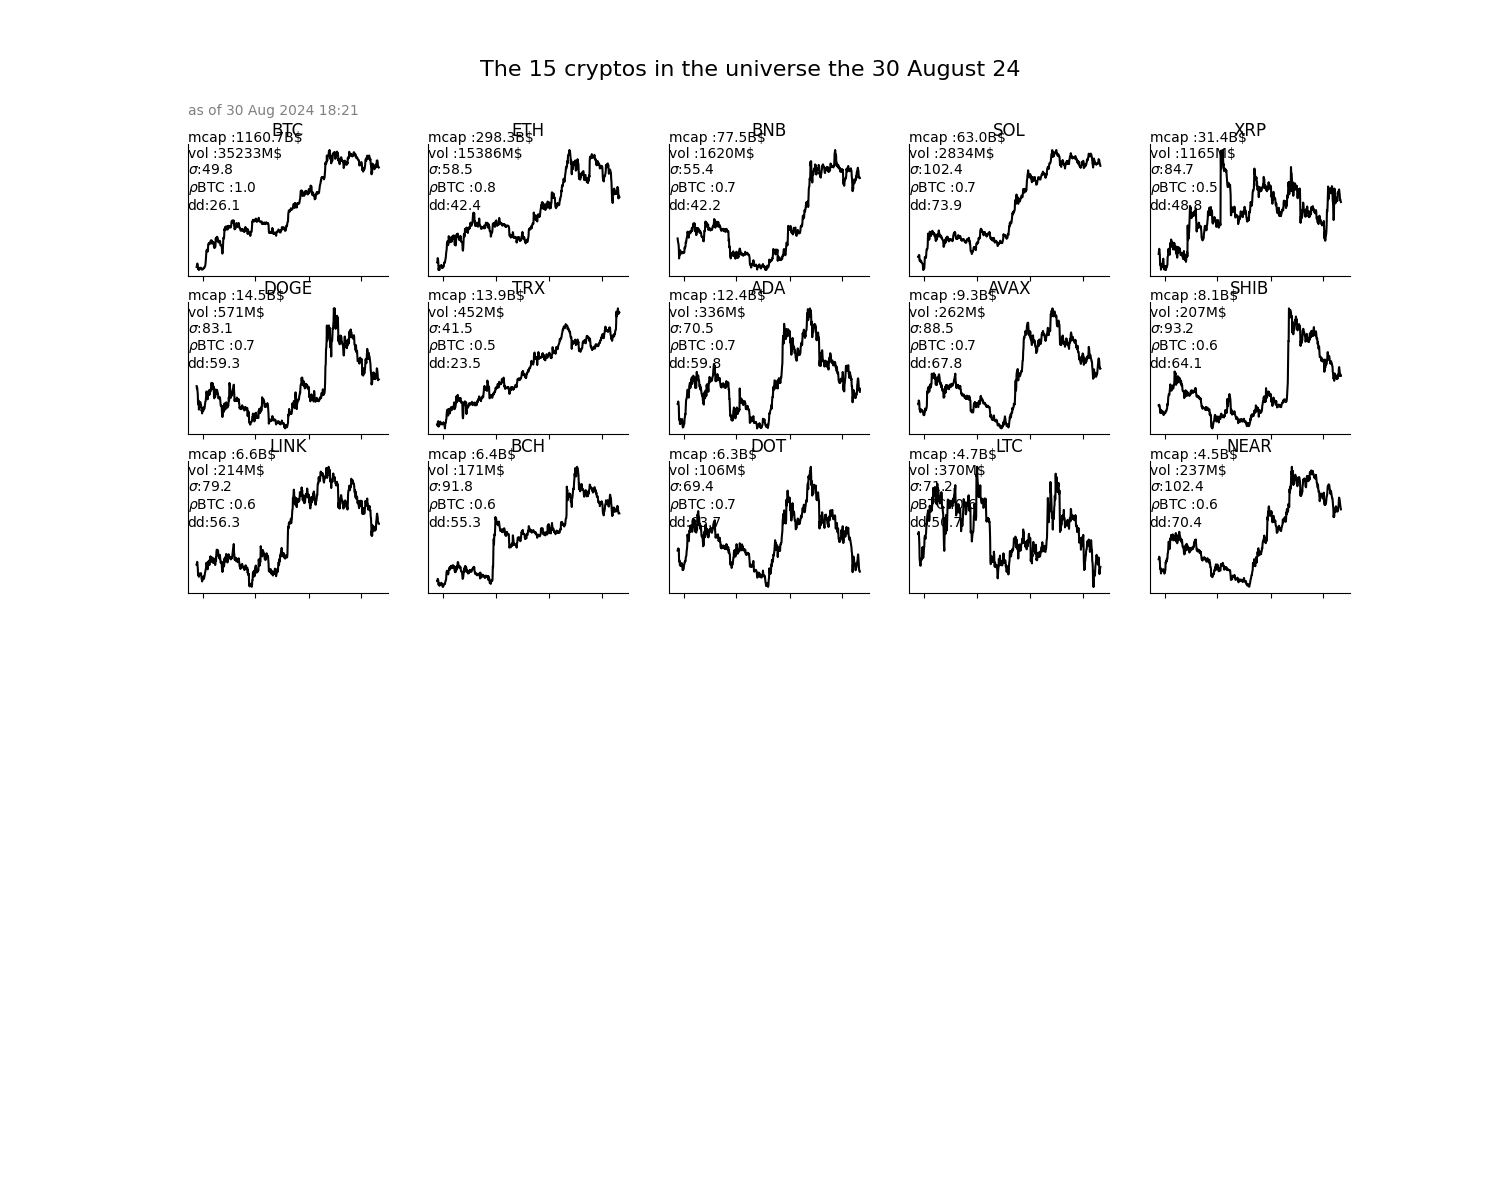 The 15 cryptos in the universe the 30 August 24
as of 30 Aug 2024 18:21
BTC
mcap :1160.7B$
vol :35233M$
σ:49.8
ρBTC :1.0
dd:26.1
ETH
mcap :298.3B$
vol :15386M$
σ:58.5
ρBTC :0.8
dd:42.4
BNB
mcap :77.5B$
vol :1620M$
σ:55.4
ρBTC :0.7
dd:42.2
SOL
mcap :63.0B$
vol :2834M$
σ:102.4
ρBTC :0.7
dd:73.9
XRP
mcap :31.4B$
vol :1165M$
σ:84.7
ρBTC :0.5
dd:48.8
DOGE
mcap :14.5B$
vol :571M$
σ:83.1
ρBTC :0.7
dd:59.3
TRX
mcap :13.9B$
vol :452M$
σ:41.5
ρBTC :0.5
dd:23.5
ADA
mcap :12.4B$
vol :336M$
σ:70.5
ρBTC :0.7
dd:59.8
AVAX
mcap :9.3B$
vol :262M$
σ:88.5
ρBTC :0.7
dd:67.8
SHIB
mcap :8.1B$
vol :207M$
σ:93.2
ρBTC :0.6
dd:64.1
LINK
mcap :6.6B$
vol :214M$
σ:79.2
ρBTC :0.6
dd:56.3
BCH
mcap :6.4B$
vol :171M$
σ:91.8
ρBTC :0.6
dd:55.3
DOT
mcap :6.3B$
vol :106M$
σ:69.4
ρBTC :0.7
LTC
mcap :4.7B$
vol :370M$
NEAR
mcap :4.5B$
vol :237M$
σ:102.4
ρBTC :0.6
dd:70.4